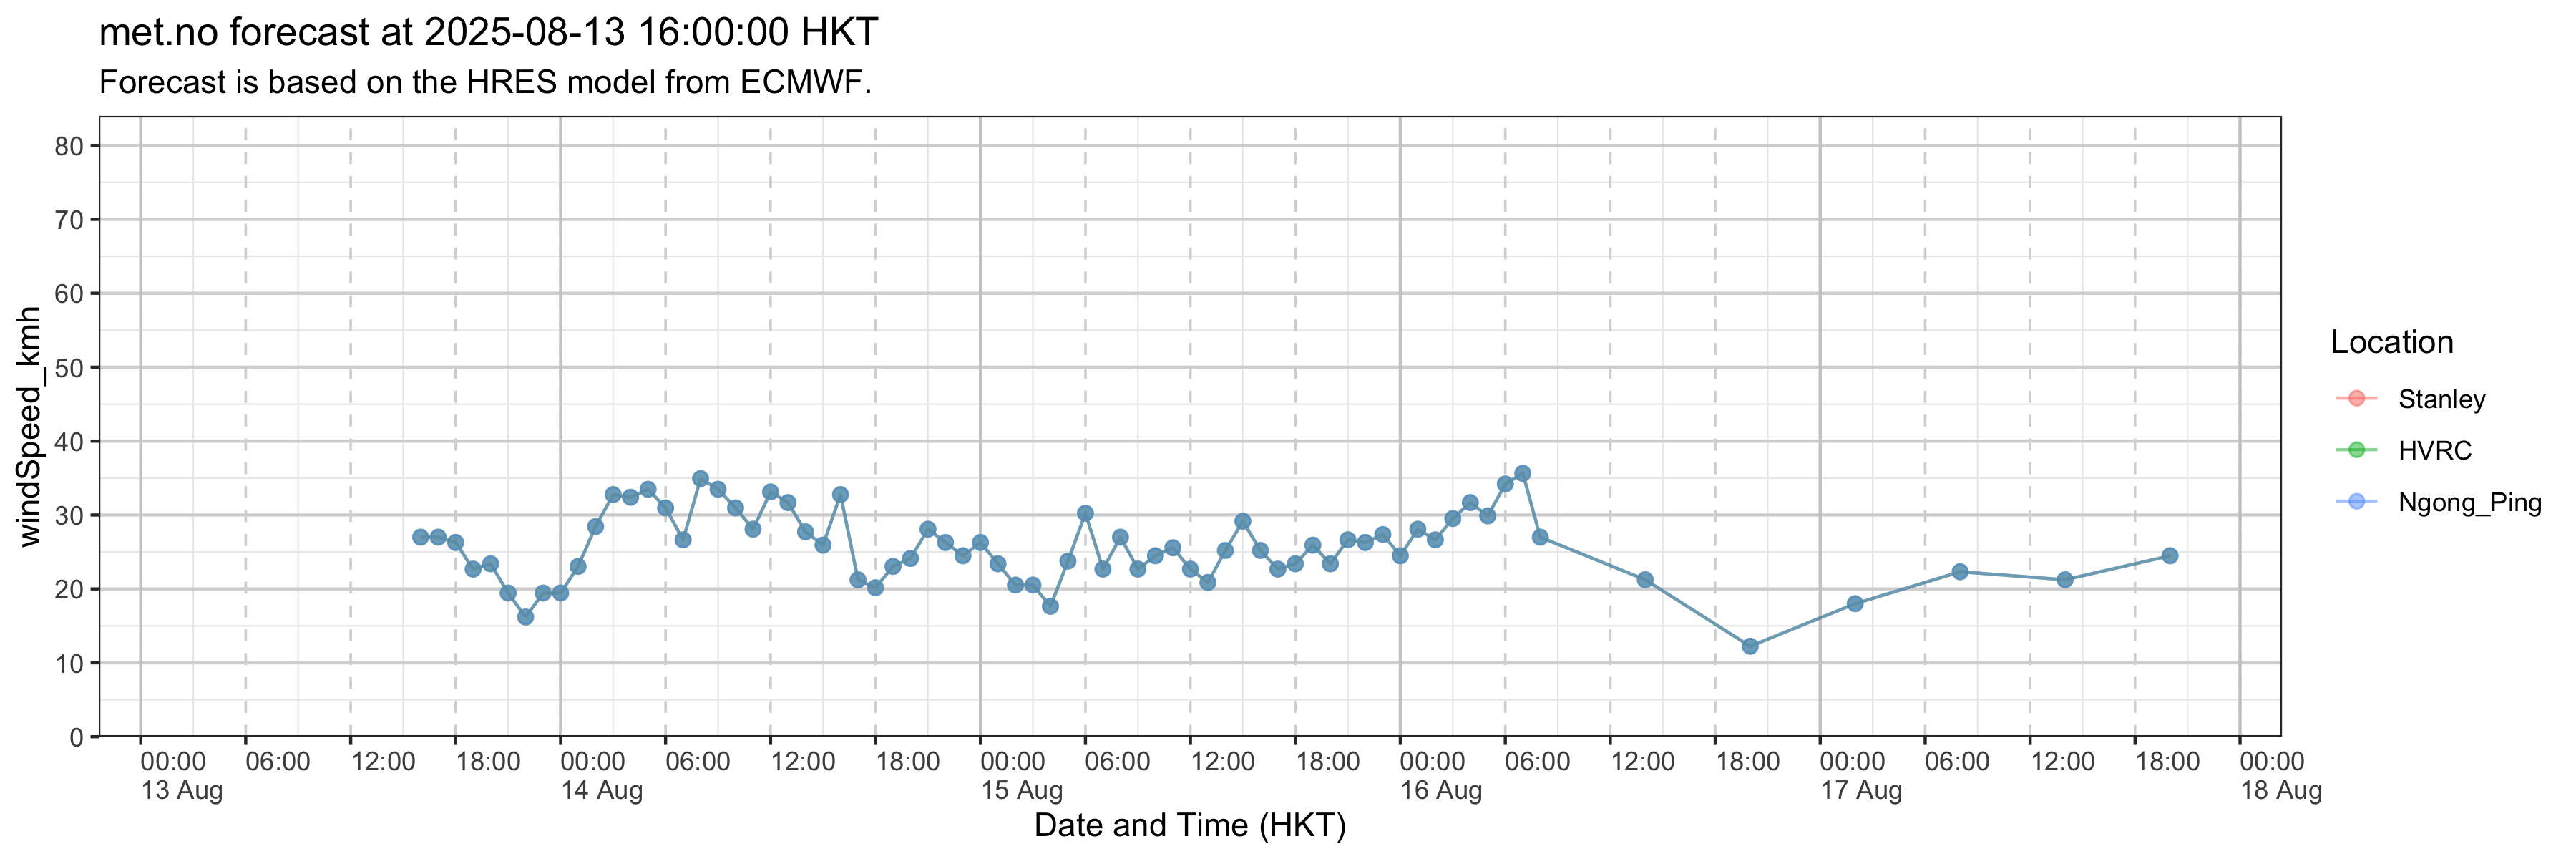 met.no forecast at 2025-08-13 16:00:00 HKT
Forecast is based on the HRES model from ECMWF.
windSpeed_kmh
80
70
60
50
40
30
20
10
0
00:00 06:00 12:00 18:00 00:00 06:00 12:00 18:00 00:00 06:00 12:00 18:00 00:00 06:00 12:00 18:00 00:00 06:00 12:00 18:00 00:00
13 Aug 14 Aug 15 Aug 16 Aug 17 Aug 18 Aug
Date and Time (HKT)
Location
Stanley
HVRC
Ngong_Ping